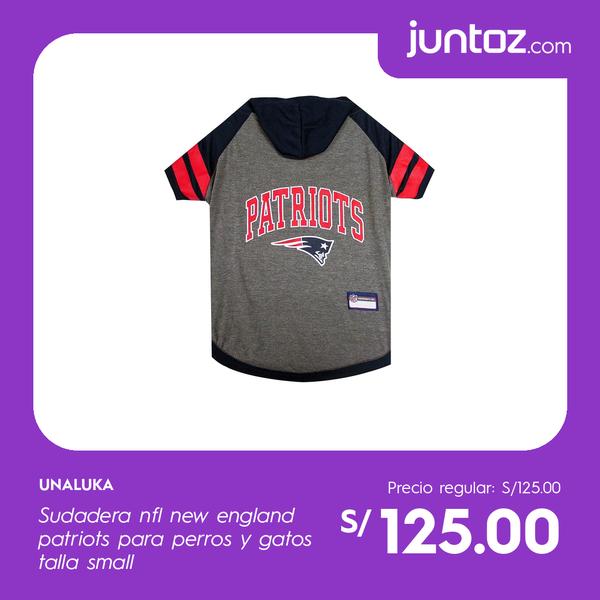 juntoz.com
PATRIOTS
UNALUKA
Sudadera nfl new england
patriots para perros y gatos
talla small
Precio regular: S/125.00
S/125.00